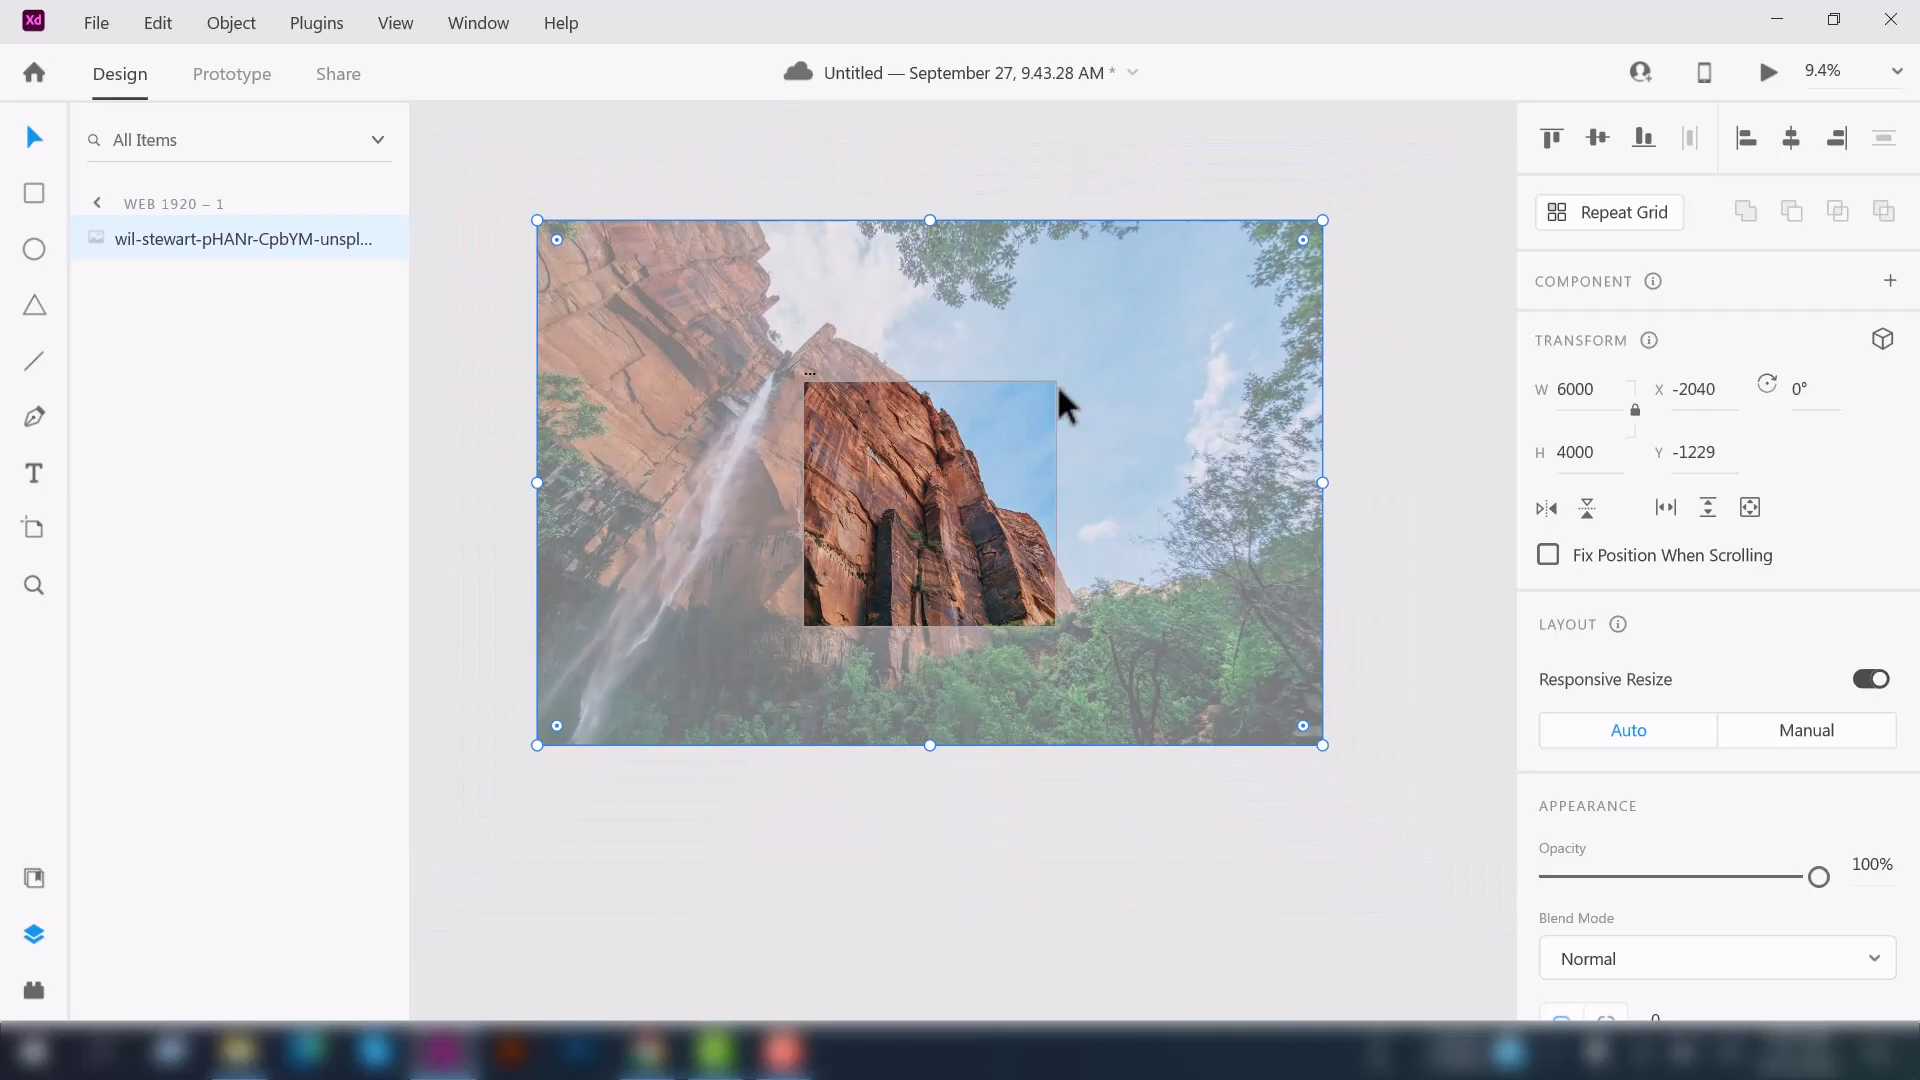 Xd File Edit Object Plugins View Window Help
Design Prototype Share Untitled — September 27, 9.43.28 AM * 9.4%
All Items
WEB 1920 – 1
wil-stewart-pHANr-CpbYM-unspl...
...
Repeat Grid
COMPONENT
TRANSFORM
W 6000 X -2040 0°
H 4000 Y -1229
Fix Position When Scrolling
LAYOUT
Responsive Resize
Auto Manual
APPEARANCE
Opacity
100%
Blend Mode
Normal
0